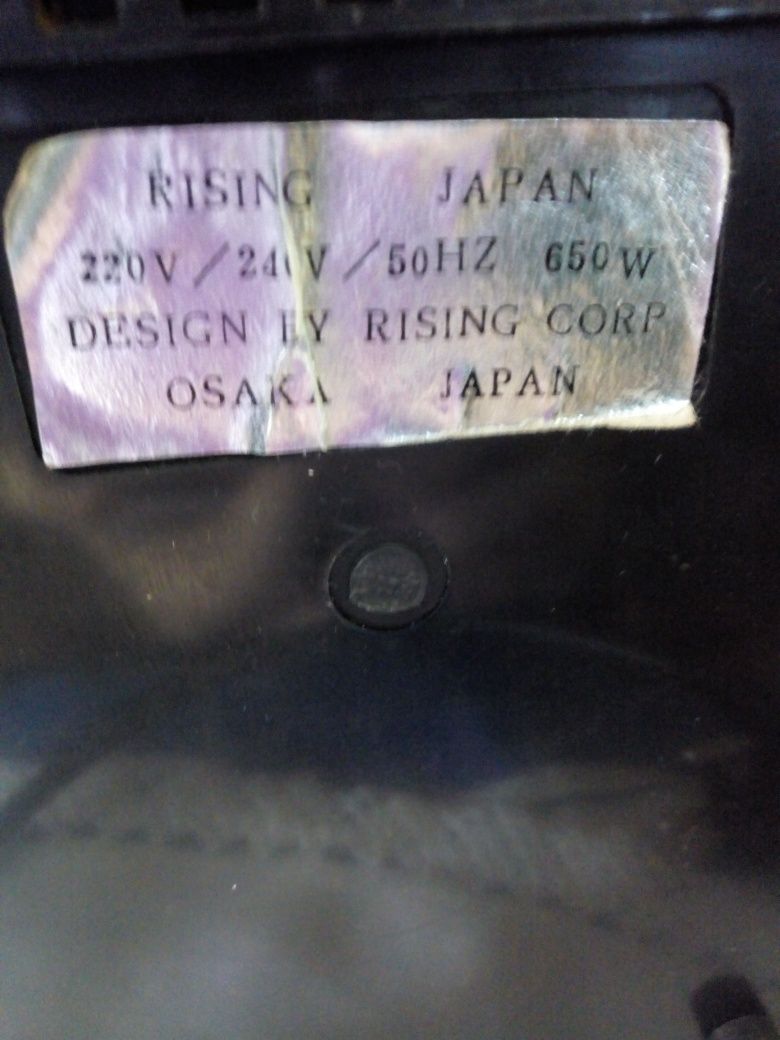 RISING JAPAN
220V/240V/50HZ 650W
DESIGN BY RISING CORP
OSAKA JAPAN